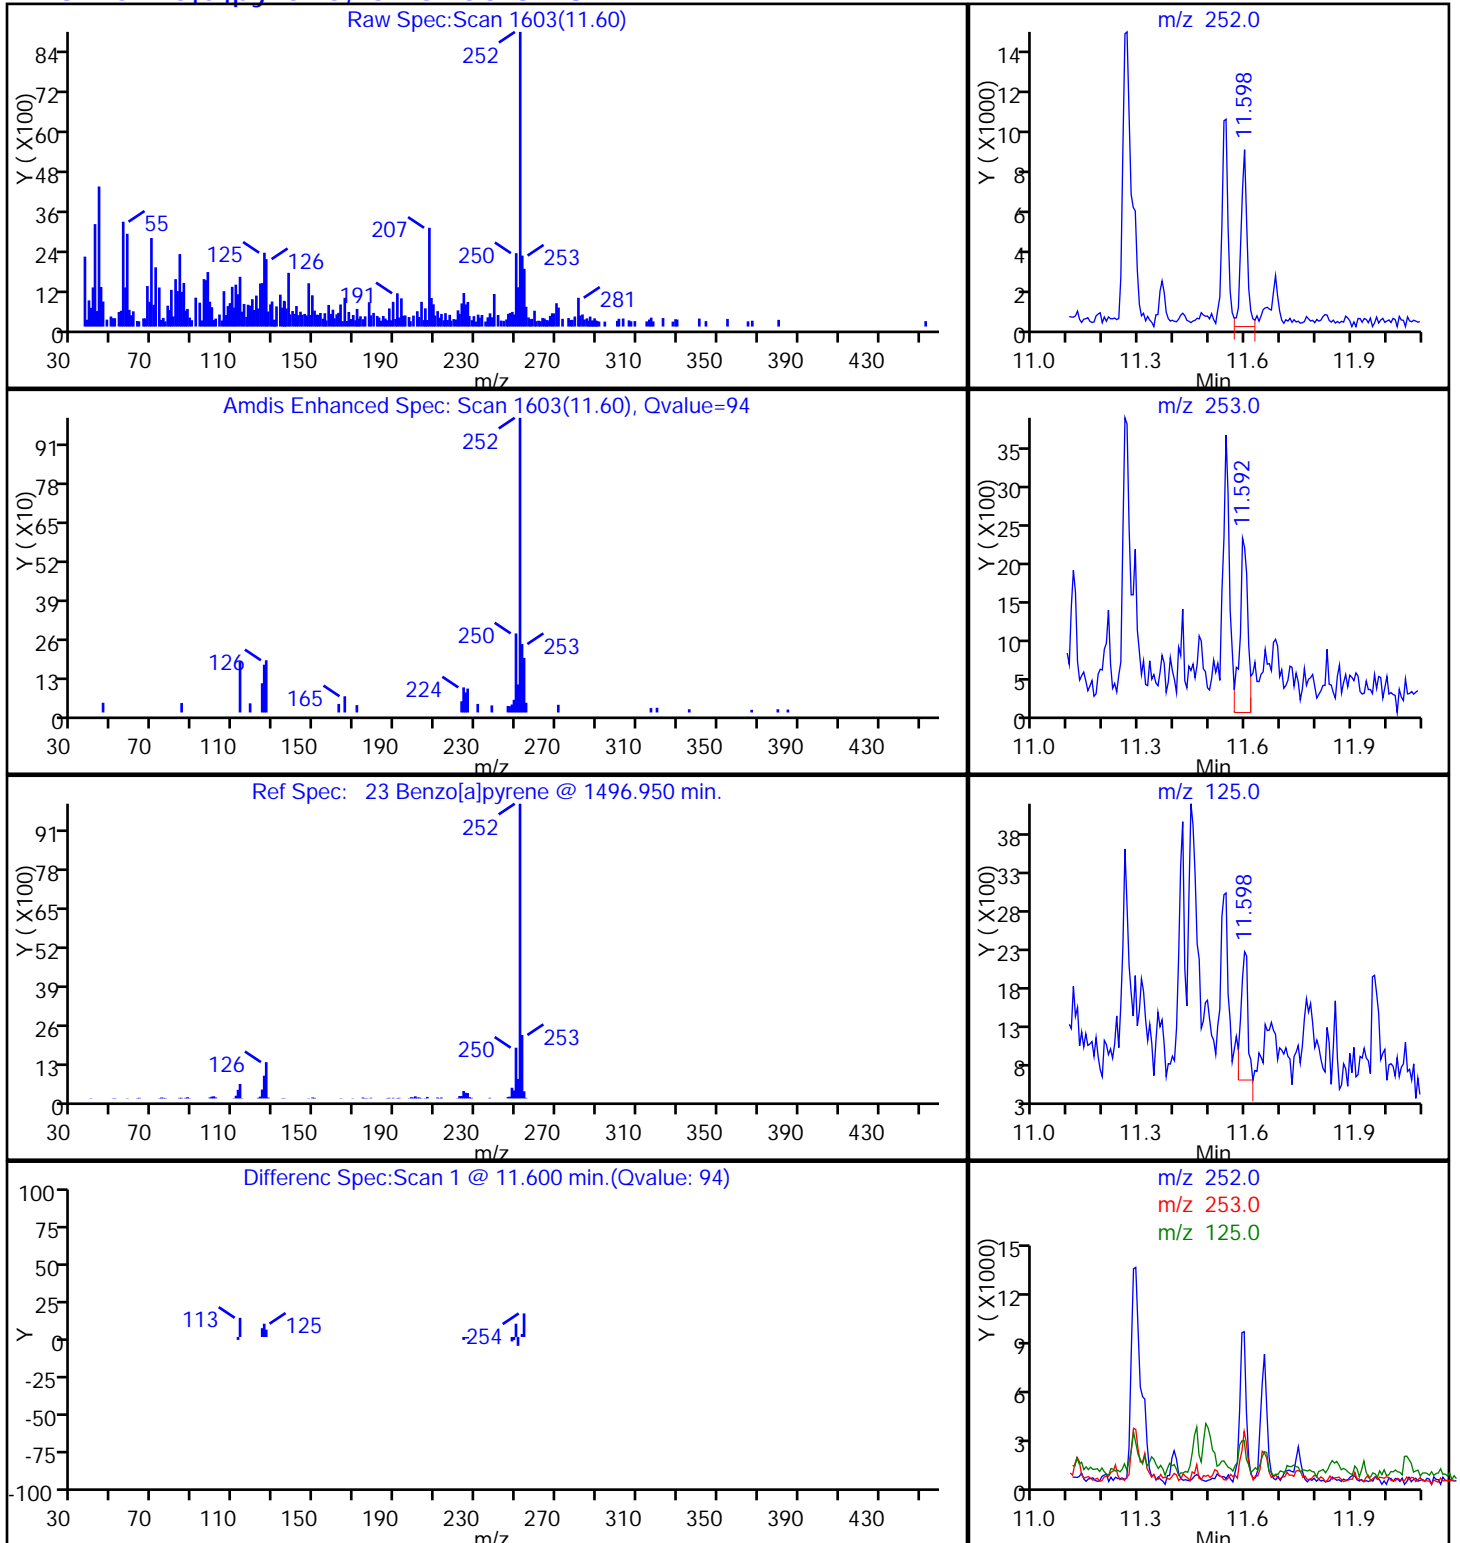 Raw Spec:Scan 1603(11.60)
Y ( X100)
84
72
60
48
36
24
12
0
252
55
125
126
191
207
250
253
281
30 70 110 150 190 230 270 310 350 390 430
m/z
m/z 252.0
Y ( X1000)
14
12
10
8
6
4
2
0
11.598
11.0 11.3 11.6 11.9
Min
Amdis Enhanced Spec: Scan 1603(11.60), Qvalue=94
Y ( X10)
91
78
65
52
39
26
13
0
252
126
165
224
250
253
30 70 110 150 190 230 270 310 350 390 430
m/z
m/z 253.0
Y ( X100)
35
30
25
20
15
10
5
0
11.592
11.0 11.3 11.6 11.9
Min
Ref Spec: 23 Benzo[a]pyrene @ 1496.950 min.
Y ( X100)
91
78
65
52
39
26
13
0
252
126
250
253
30 70 110 150 190 230 270 310 350 390 430
m/z
m/z 125.0
Y ( X100)
38
33
28
23
18
13
8
3
11.598
11.0 11.3 11.6 11.9
Min
Differenc Spec:Scan 1 @ 11.600 min.(Qvalue: 94)
Y
100
75
50
25
0
-25
-50
-75
-100
113
125
254
30 70 110 150 190 230 270 310 350 390 430
m/z
m/z 252.0
m/z 253.0
m/z 125.0
Y ( X1000)
15
12
9
6
3
0
11.0 11.3 11.6 11.9
Min